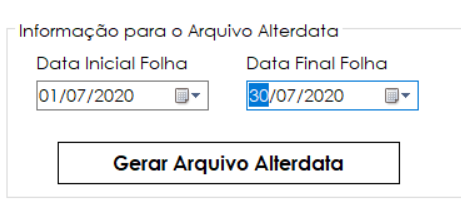 Informação para o Arquivo Alterdata
Data Inicial Folha Data Final Folha
01/07/2020 30/07/2020
Gerar Arquivo Alterdata